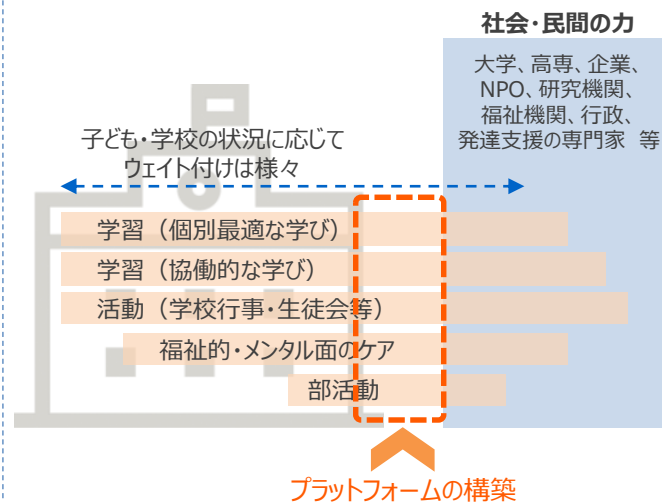 社会・民間の力
大学、高専、企業、
NPO、研究機関、
福祉機関、行政、
発達支援の専門家 等
子ども・学校の状況に応じて
ウェイト付けは様々
学習（個別最適な学び）
学習（協働的な学び）
活動（学校行事・生徒会等）
福祉的・メンタル面のケア
部活動
プラットフォームの構築